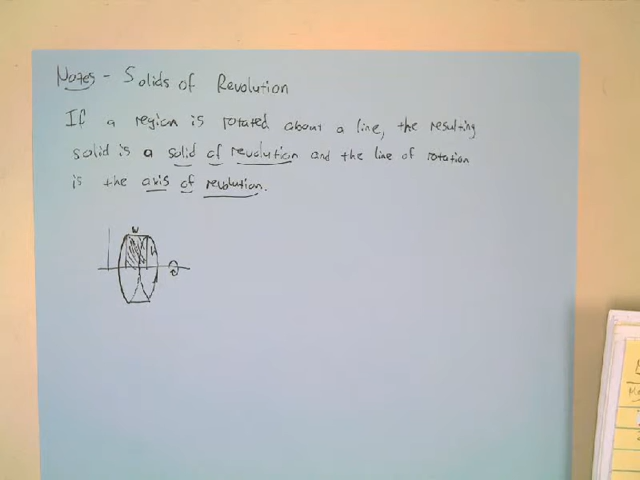 Notes - Solids of Revolution
If a region is rotated about a line, the resulting
solid is a solid of revolution and the line of rotation
is the axis of revolution.
w
h